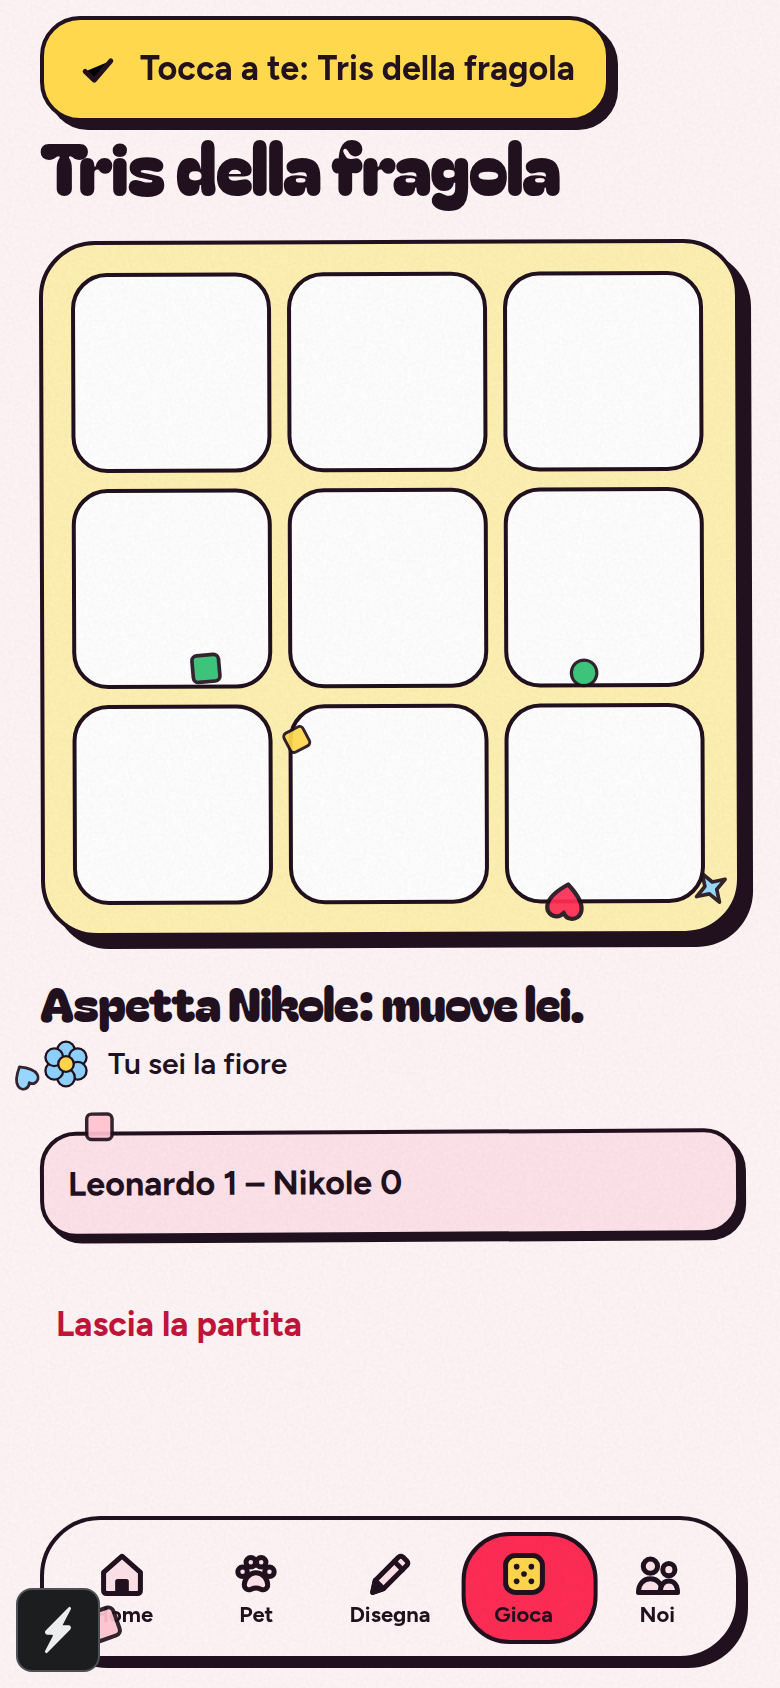 Tocca a te: Tris della fragola
Tris della fragola
Aspetta Nikole: muove lei.
Tu sei la fiore
Leonardo 1 – Nikole 0
Lascia la partita
ome
Pet
Disegna
Gioca
Noi